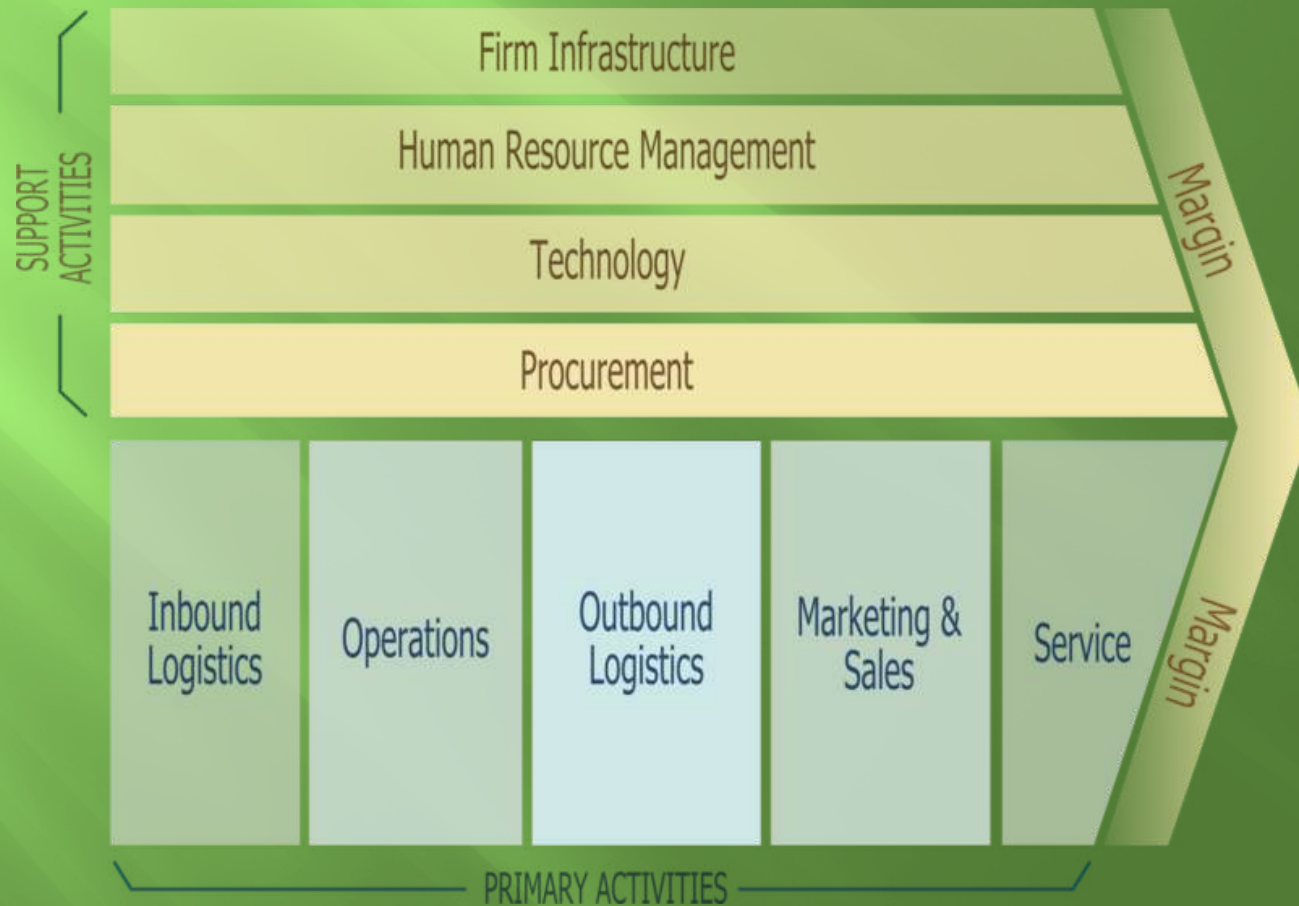 Firm Infrastructure
Human Resource Management
Technology
Procurement
SUPPORT
ACTIVITIES
Margin
Inbound
Logistics
Operations
Outbound
Logistics
Marketing &
Sales
Service
Margin
PRIMARY ACTIVITIES